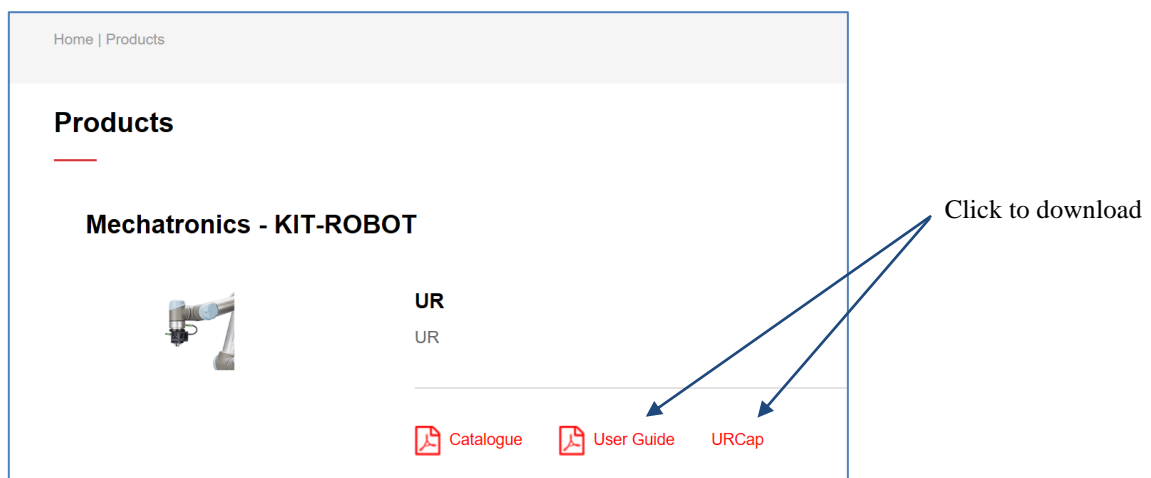 Home | Products
Products
Mechatronics - KIT-ROBOT
Click to download
UR
UR
Catalogue User Guide URCap